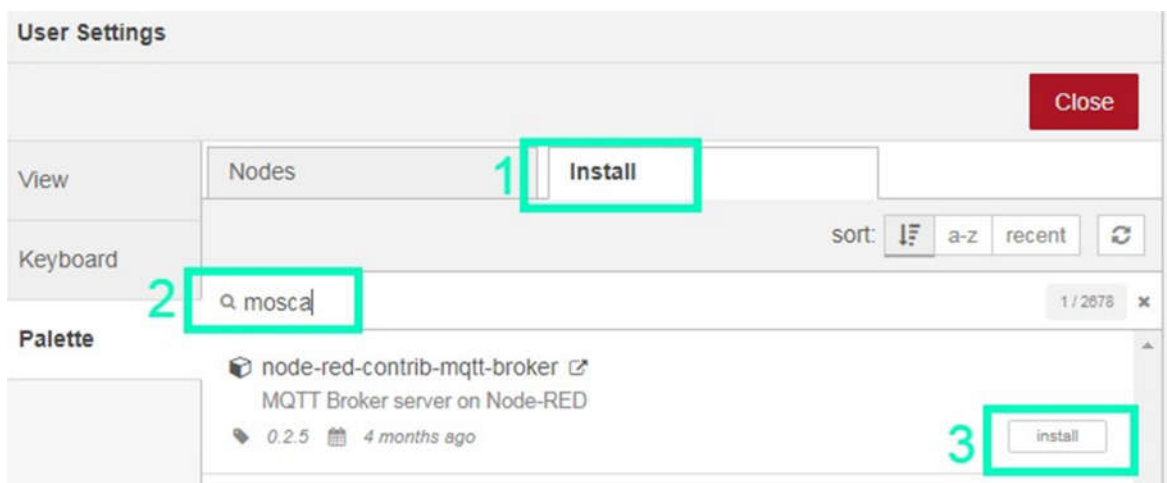 User Settings
Close
View
Nodes
1
Install
sort:
a-z
recent
Keyboard
2
mosca
1 / 2678
Palette
node-red-contrib-mqtt-broker
MQTT Broker server on Node-RED
0.2.5
4 months ago
3
install